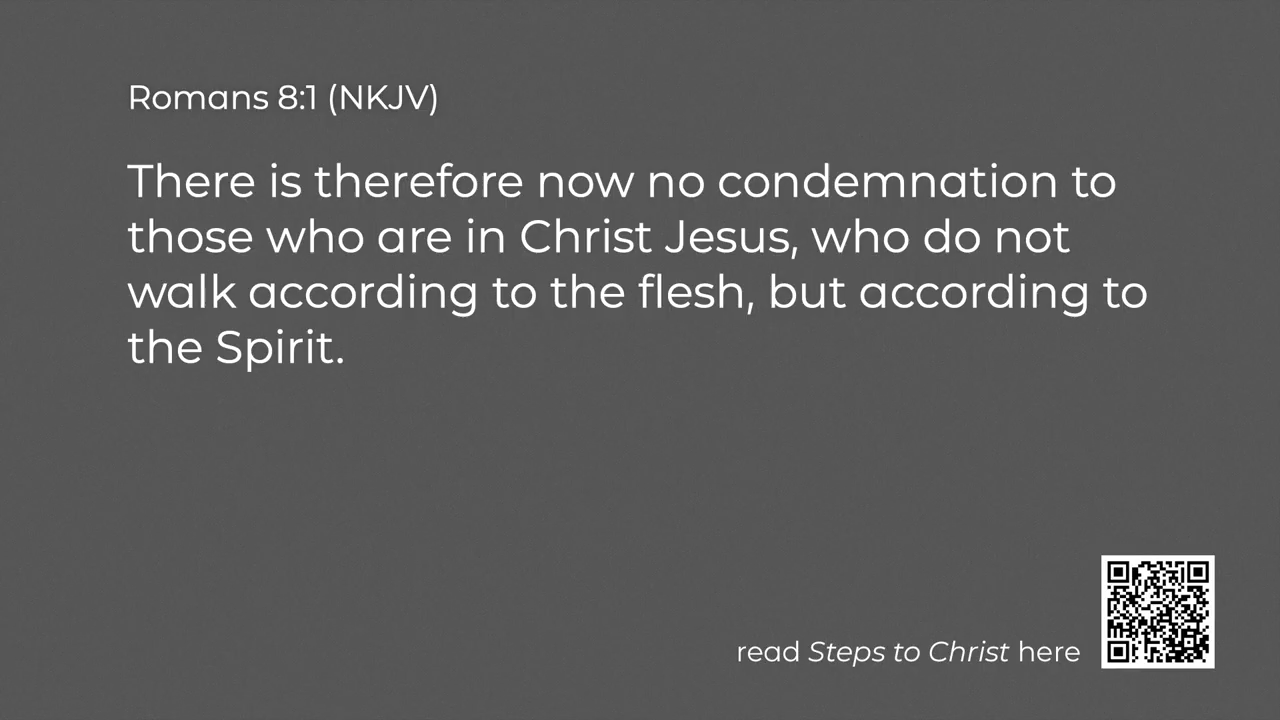 Romans 8:1 (NKJV)
There is therefore now no condemnation to
those who are in Christ Jesus, who do not
walk according to the flesh, but according to
the Spirit.
read Steps to Christ here